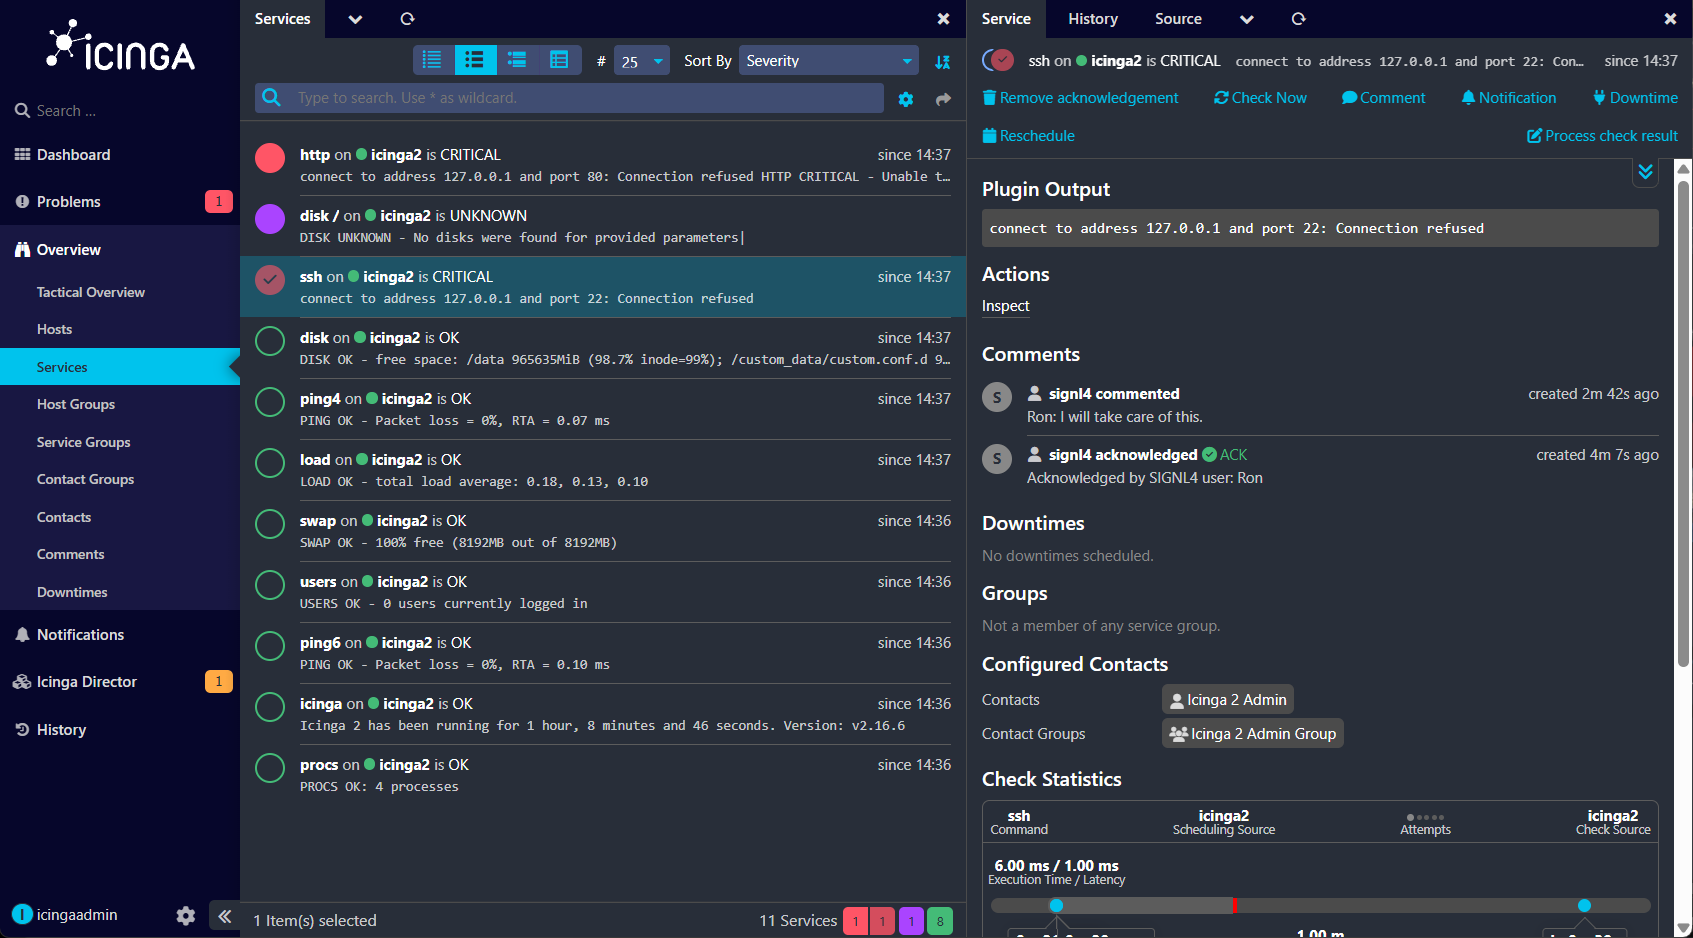 ICINGA
Search ...
Dashboard
Problems 1
Overview
Tactical Overview
Hosts
Services
Host Groups
Service Groups
Contact Groups
Contacts
Comments
Downtimes
Notifications
Icinga Director 1
History
icingaadmin
Services
# 25 Sort By Severity
Type to search. Use * as wildcard.
http on icinga2 is CRITICAL since 14:37
connect to address 127.0.0.1 and port 80: Connection refused HTTP CRITICAL - Unable t...
disk / on icinga2 is UNKNOWN
DISK UNKNOWN - No disks were found for provided parameters|
ssh on icinga2 is CRITICAL since 14:37
connect to address 127.0.0.1 and port 22: Connection refused
disk on icinga2 is OK since 14:37
DISK OK - free space: /data 965635MiB (98.7% inode=99%); /custom_data/custom.conf.d 9...
ping4 on icinga2 is OK since 14:37
PING OK - Packet loss = 0%, RTA = 0.07 ms
load on icinga2 is OK since 14:37
LOAD OK - total load average: 0.18, 0.13, 0.10
swap on icinga2 is OK since 14:36
SWAP OK - 100% free (8192MB out of 8192MB)
users on icinga2 is OK since 14:36
USERS OK - 0 users currently logged in
ping6 on icinga2 is OK since 14:36
PING OK - Packet loss = 0%, RTA = 0.10 ms
icinga on icinga2 is OK since 14:36
Icinga 2 has been running for 1 hour, 8 minutes and 46 seconds. Version: v2.16.6
procs on icinga2 is OK since 14:36
PROCS OK: 4 processes
1 Item(s) selected 11 Services 1 1 1 8
Service History Source
ssh on icinga2 is CRITICAL connect to address 127.0.0.1 and port 22: Con... since 14:37
Remove acknowledgement Check Now Comment Notification Downtime
Reschedule Process check result
Plugin Output
connect to address 127.0.0.1 and port 22: Connection refused
Actions
Inspect
Comments
S signl4 commented created 2m 42s ago
Ron: I will take care of this.
S signl4 acknowledged ACK created 4m 7s ago
Acknowledged by SIGNL4 user: Ron
Downtimes
No downtimes scheduled.
Groups
Not a member of any service group.
Configured Contacts
Contacts Icinga 2 Admin
Contact Groups Icinga 2 Admin Group
Check Statistics
ssh icinga2 icinga2
Command Scheduling Source Attempts Check Source
6.00 ms / 1.00 ms
Execution Time / Latency
1.00 m